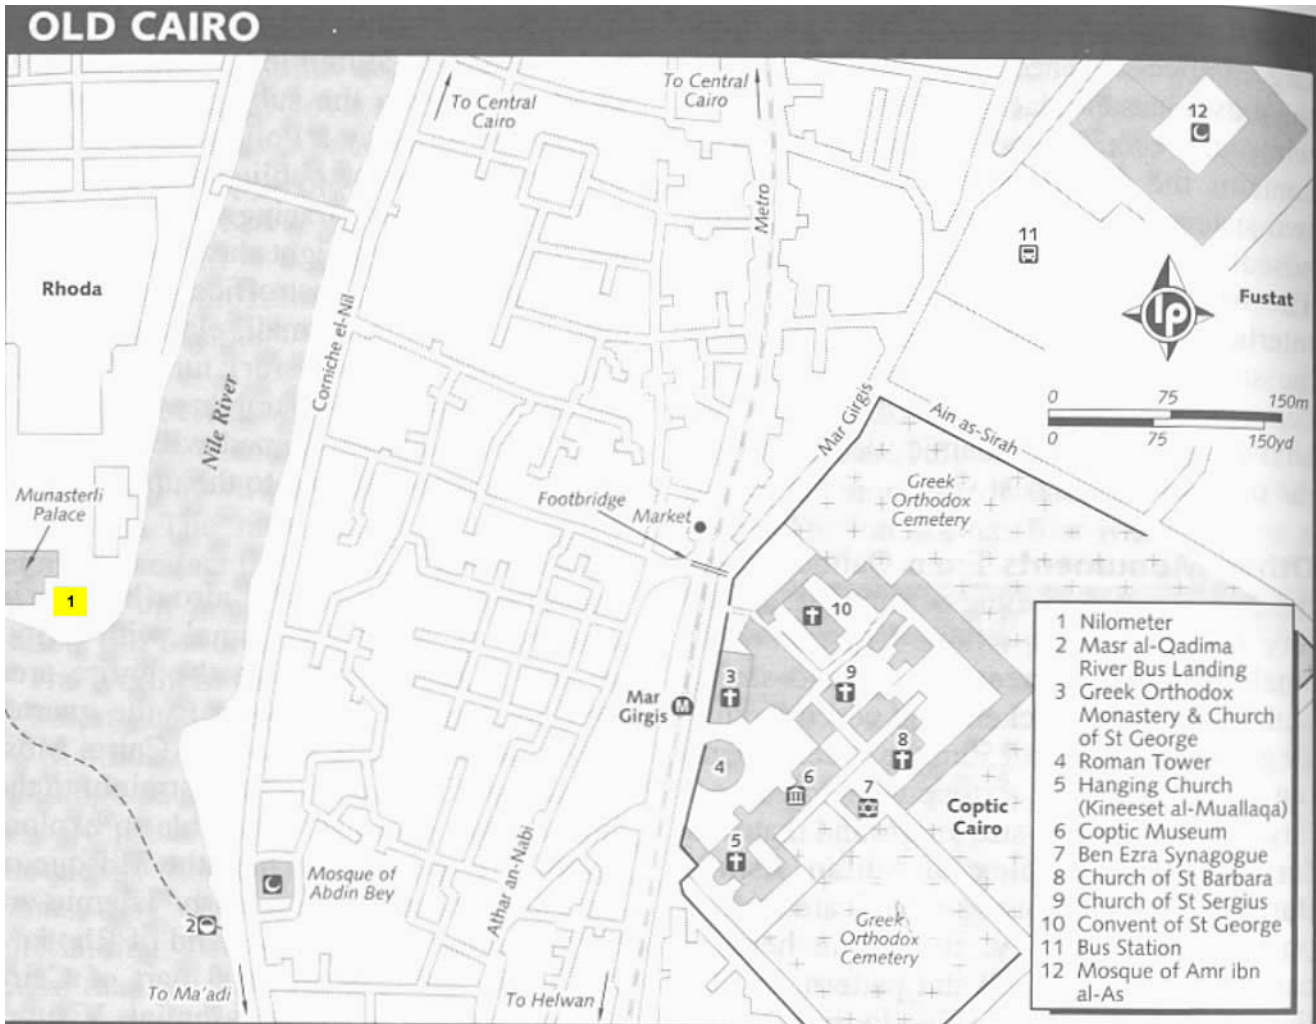 OLD CAIRO
To Central
Cairo
To Central
Cairo
12
Metro
11
Rhoda
Fustat
lp
Corniche el-Nil
Nile River
0 75 150m
0 75 150yd
Mar Girgis
Ain as-Sirah
Munasterli
Palace
Footbridge
Market
Greek
Orthodox
Cemetery
1
10
3
9
Mar
Girgis
M
8
4
6
7
Coptic
Cairo
5
Mosque of
Abdin Bey
Athar an-Nabi
2
Greek
Orthodox
Cemetery
To Ma'adi
To Helwan
1 Nilometer
2 Masr al-Qadima
River Bus Landing
3 Greek Orthodox
Monastery & Church
of St George
4 Roman Tower
5 Hanging Church
(Kineeset al-Muallaqa)
6 Coptic Museum
7 Ben Ezra Synagogue
8 Church of St Barbara
9 Church of St Sergius
10 Convent of St George
11 Bus Station
12 Mosque of Amr ibn
al-As